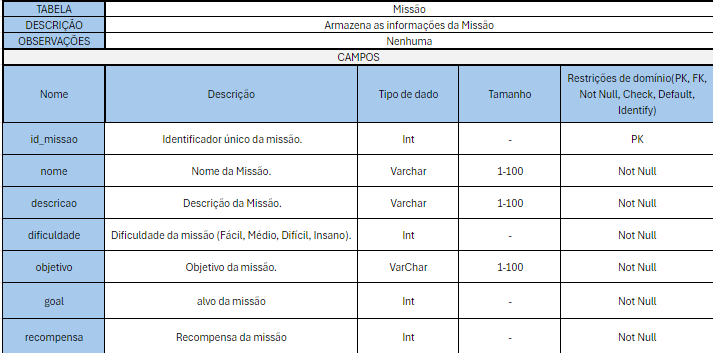 TABELA Missão
DESCRIÇÃO Armazena as informações da Missão
OBSERVAÇÕES Nenhuma
CAMPOS
Nome Descrição Tipo de dado Tamanho Restrições de domínio(PK, FK,
Not Null, Check, Default,
Identify)
id_missao Identificador único da missão. Int - PK
nome Nome da Missão. Varchar 1-100 Not Null
descricao Descrição da Missão. Varchar 1-100 Not Null
dificuldade Dificuldade da missão (Fácil, Médio, Difícil, Insano). Int - Not Null
objetivo Objetivo da missão. VarChar 1-100 Not Null
goal alvo da missão Int - Not Null
recompensa Recompensa da missão Int - Not Null